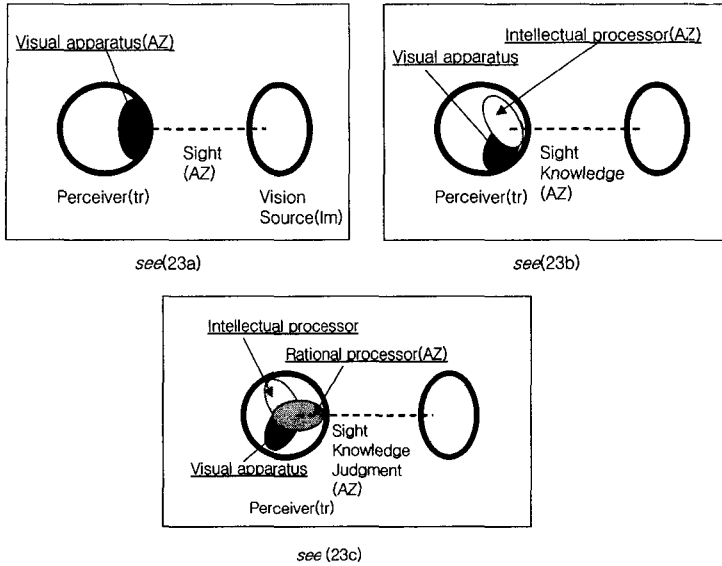 Visual apparatus(AZ)
Sight
(AZ)
Perceiver(tr)
Vision
Source(lm)
see(23a)
Intellectual processor(AZ)
Visual apparatus
Sight
Knowledge
(AZ)
Perceiver(tr)
see(23b)
Intellectual processor
Rational processor(AZ)
Sight
Knowledge
Judgment
(AZ)
Visual apparatus
Perceiver(tr)
see (23c)